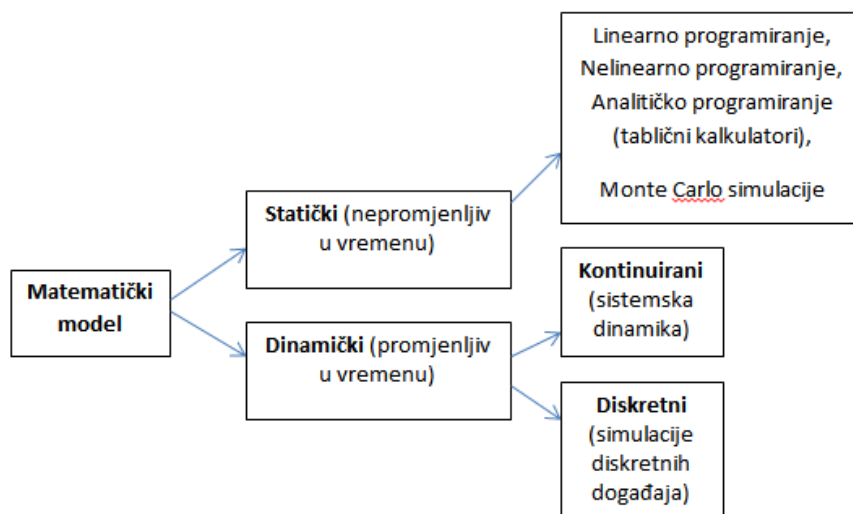 Linearno programiranje,
Nelinearno programiranje,
Analitičko programiranje
(tablični kalkulatori),
Monte Carlo simulacije
Statički (nepromjenljiv
u vremenu)
Matematički
model
Dinamički (promjenljiv
u vremenu)
Kontinuirani
(sistemska
dinamika)
Diskretni
(simulacije
diskretnih
događaja)